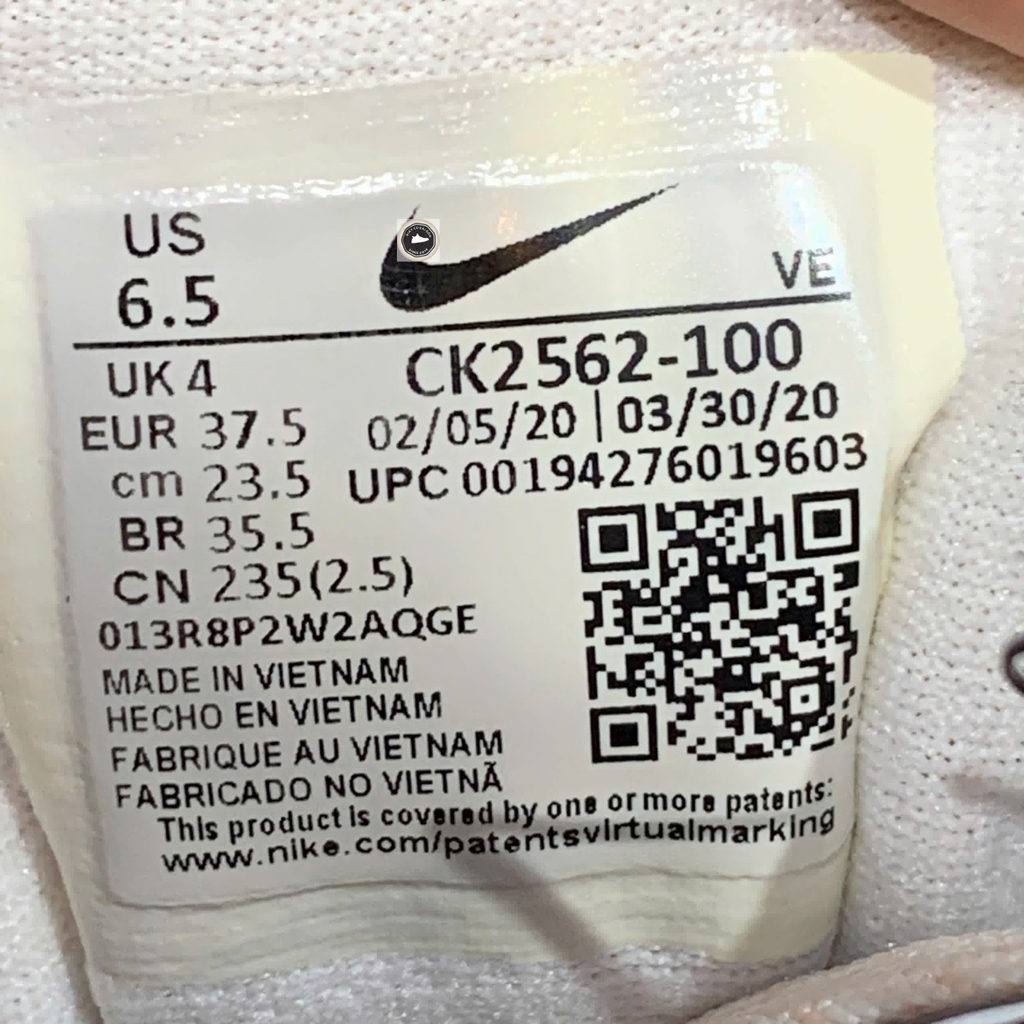 US
6.5
VE
UK 4
CK2562-100
EUR 37.5
02/05/20 | 03/30/20
cm 23.5
UPC 00194276019603
BR 35.5
CN 235(2.5)
013R8P2W2AQGE
MADE IN VIETNAM
HECHO EN VIETNAM
FABRIQUE AU VIETNAM
FABRICADO NO VIETNÃ
This product is covered by one or more patents:
www.nike.com/patentsvirtualmarking